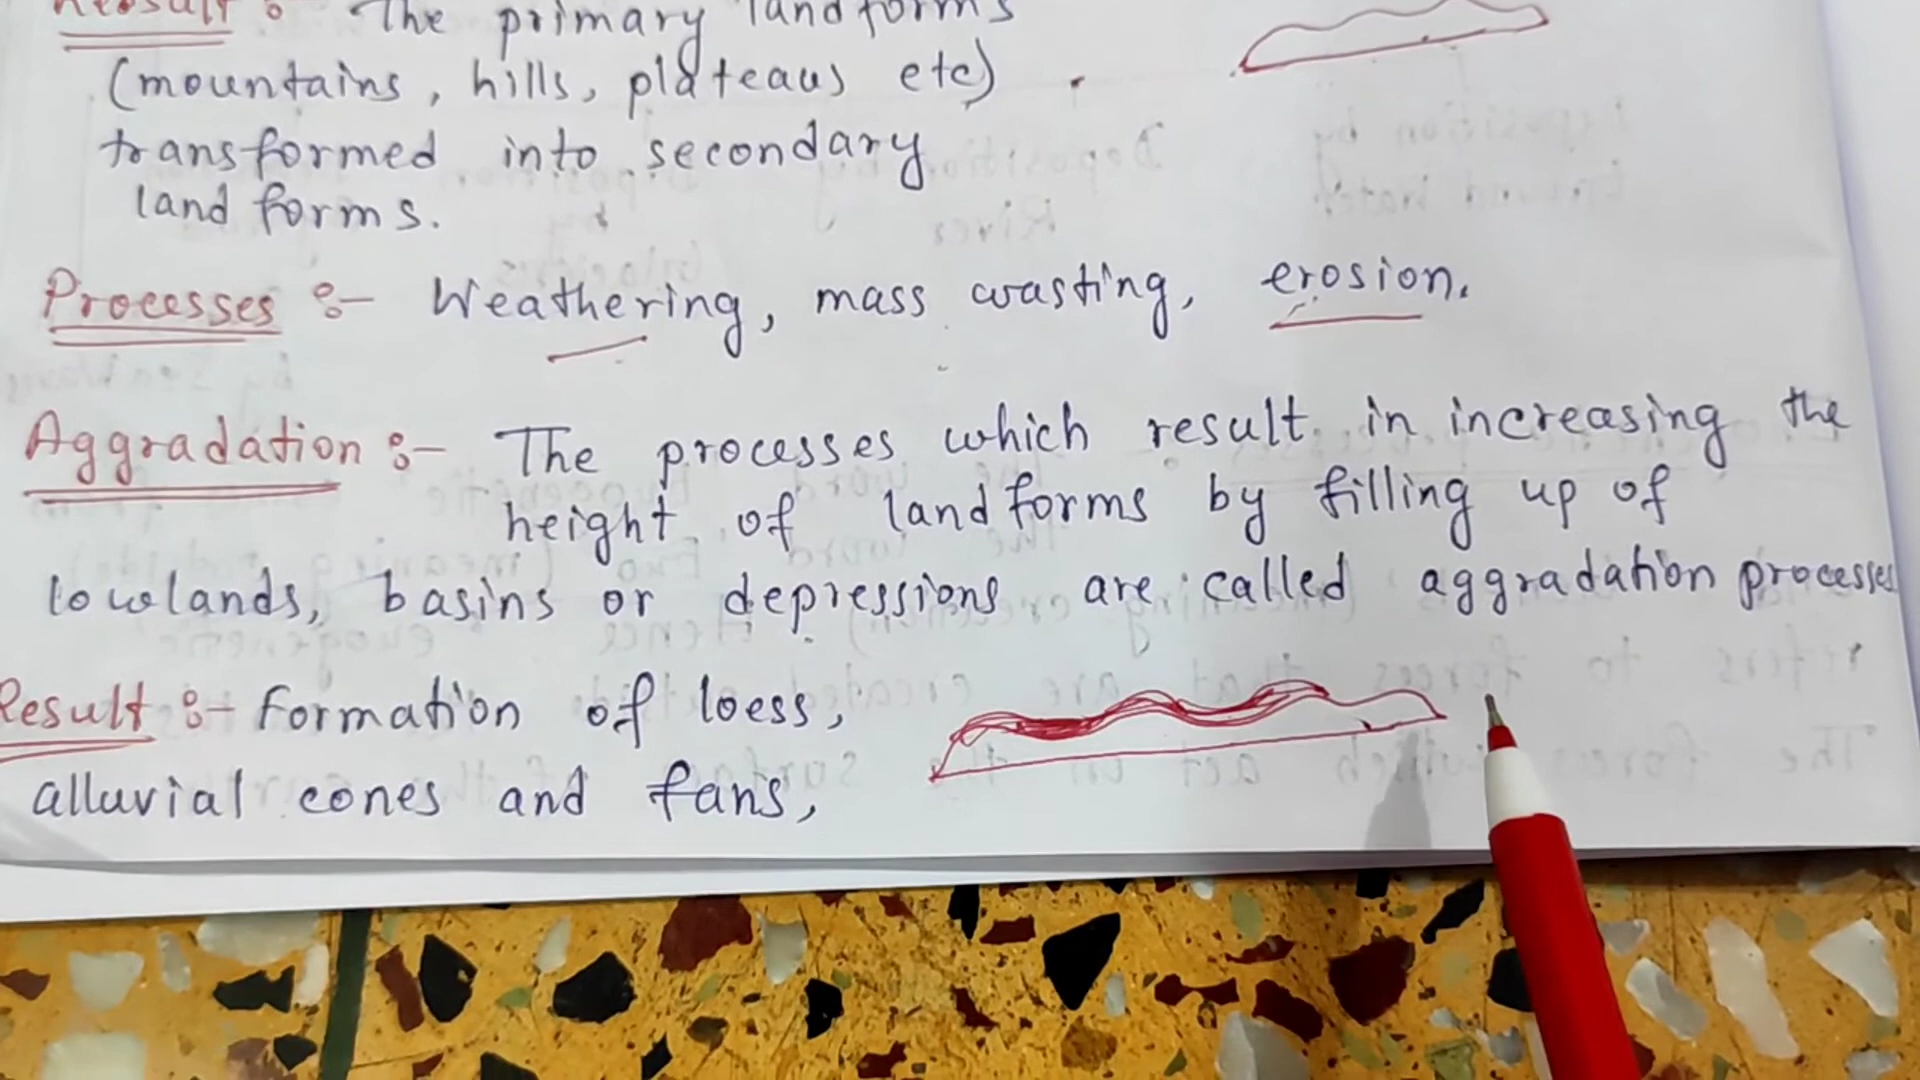 Result :- The primary landforms
(mountains, hills, plateaus etc)
transformed into secondary
land forms.
Processes :- Weathering, mass wasting, erosion.
Aggradation :- The processes which result in increasing the
height of landforms by filling up of
lowlands, basins or depressions are called aggradation processes
Result :- Formation of loess,
alluvial cones and fans,